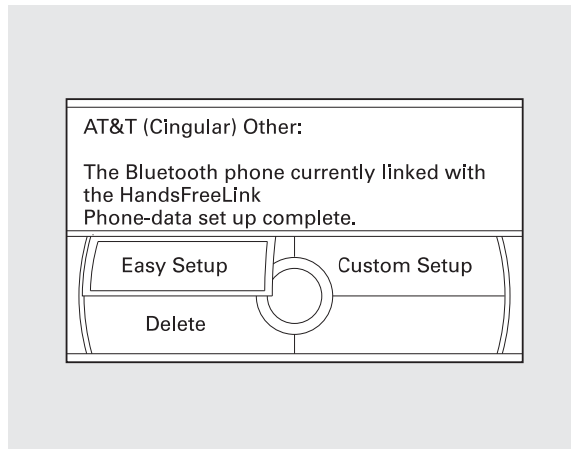 AT&T (Cingular) Other:
The Bluetooth phone currently linked with
the HandsFreeLink
Phone-data set up complete.
Easy Setup
Custom Setup
Delete